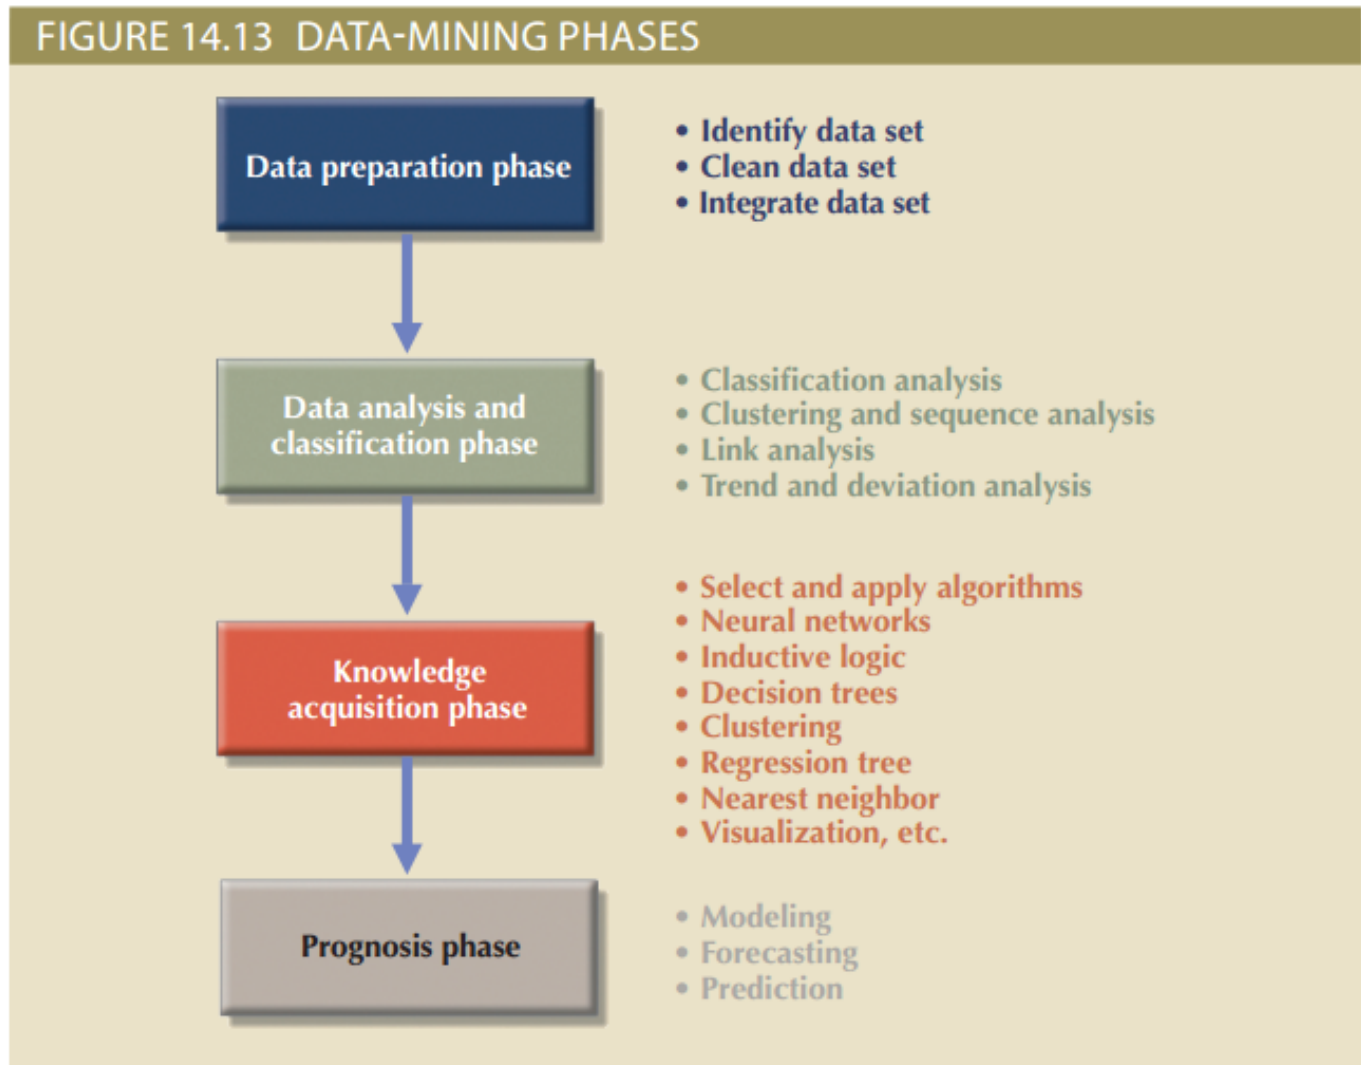 FIGURE 14.13 DATA-MINING PHASES
Data preparation phase
• Identify data set
• Clean data set
• Integrate data set
Data analysis and
classification phase
• Classification analysis
• Clustering and sequence analysis
• Link analysis
• Trend and deviation analysis
Knowledge
acquisition phase
• Select and apply algorithms
• Neural networks
• Inductive logic
• Decision trees
• Clustering
• Regression tree
• Nearest neighbor
• Visualization, etc.
Prognosis phase
• Modeling
• Forecasting
• Prediction